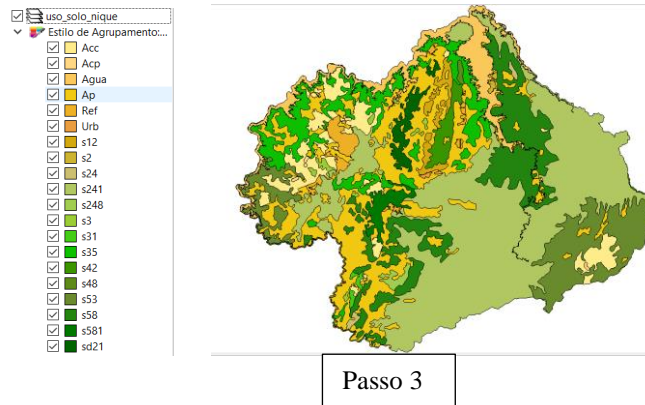 uso_solo_nique
Estilo de Agrupamento:...
Acc
Acp
Agua
Ap
Ref
Urb
s12
s2
s24
s241
s248
s3
s31
s35
s42
s48
s53
s58
s581
sd21
Passo 3